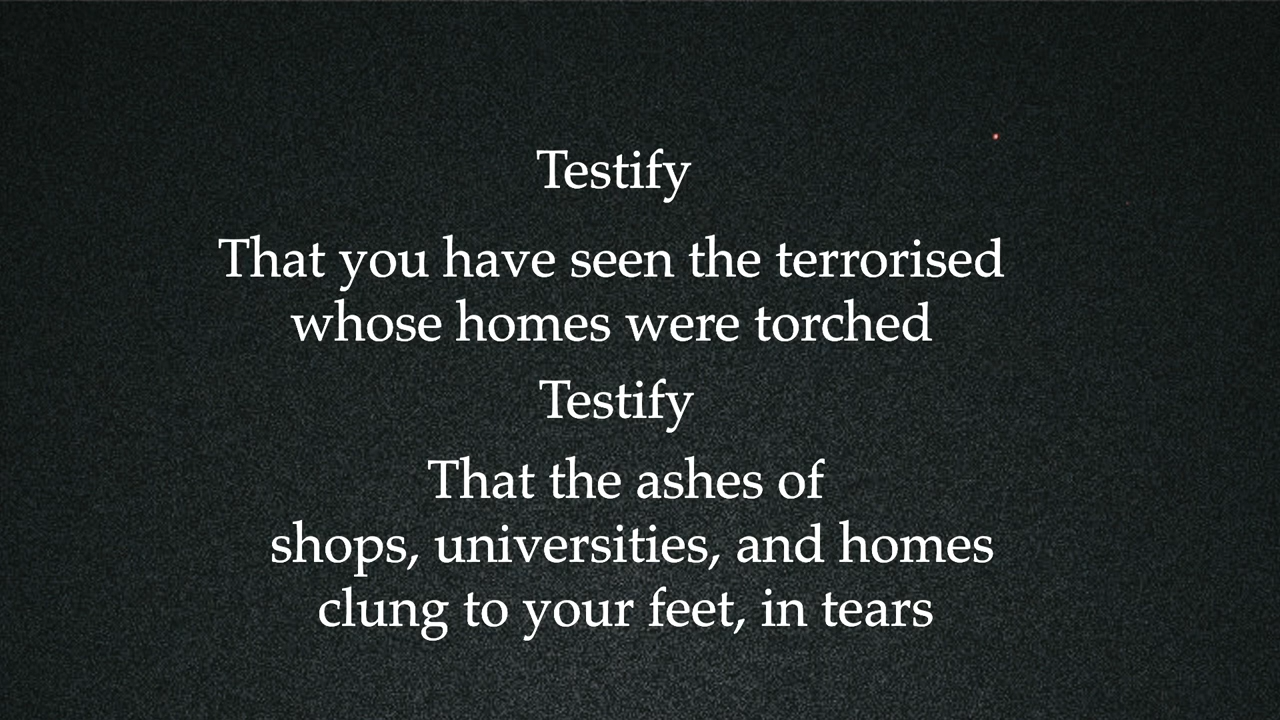 Testify
That you have seen the terrorised
whose homes were torched
Testify
That the ashes of
shops, universities, and homes
clung to your feet, in tears